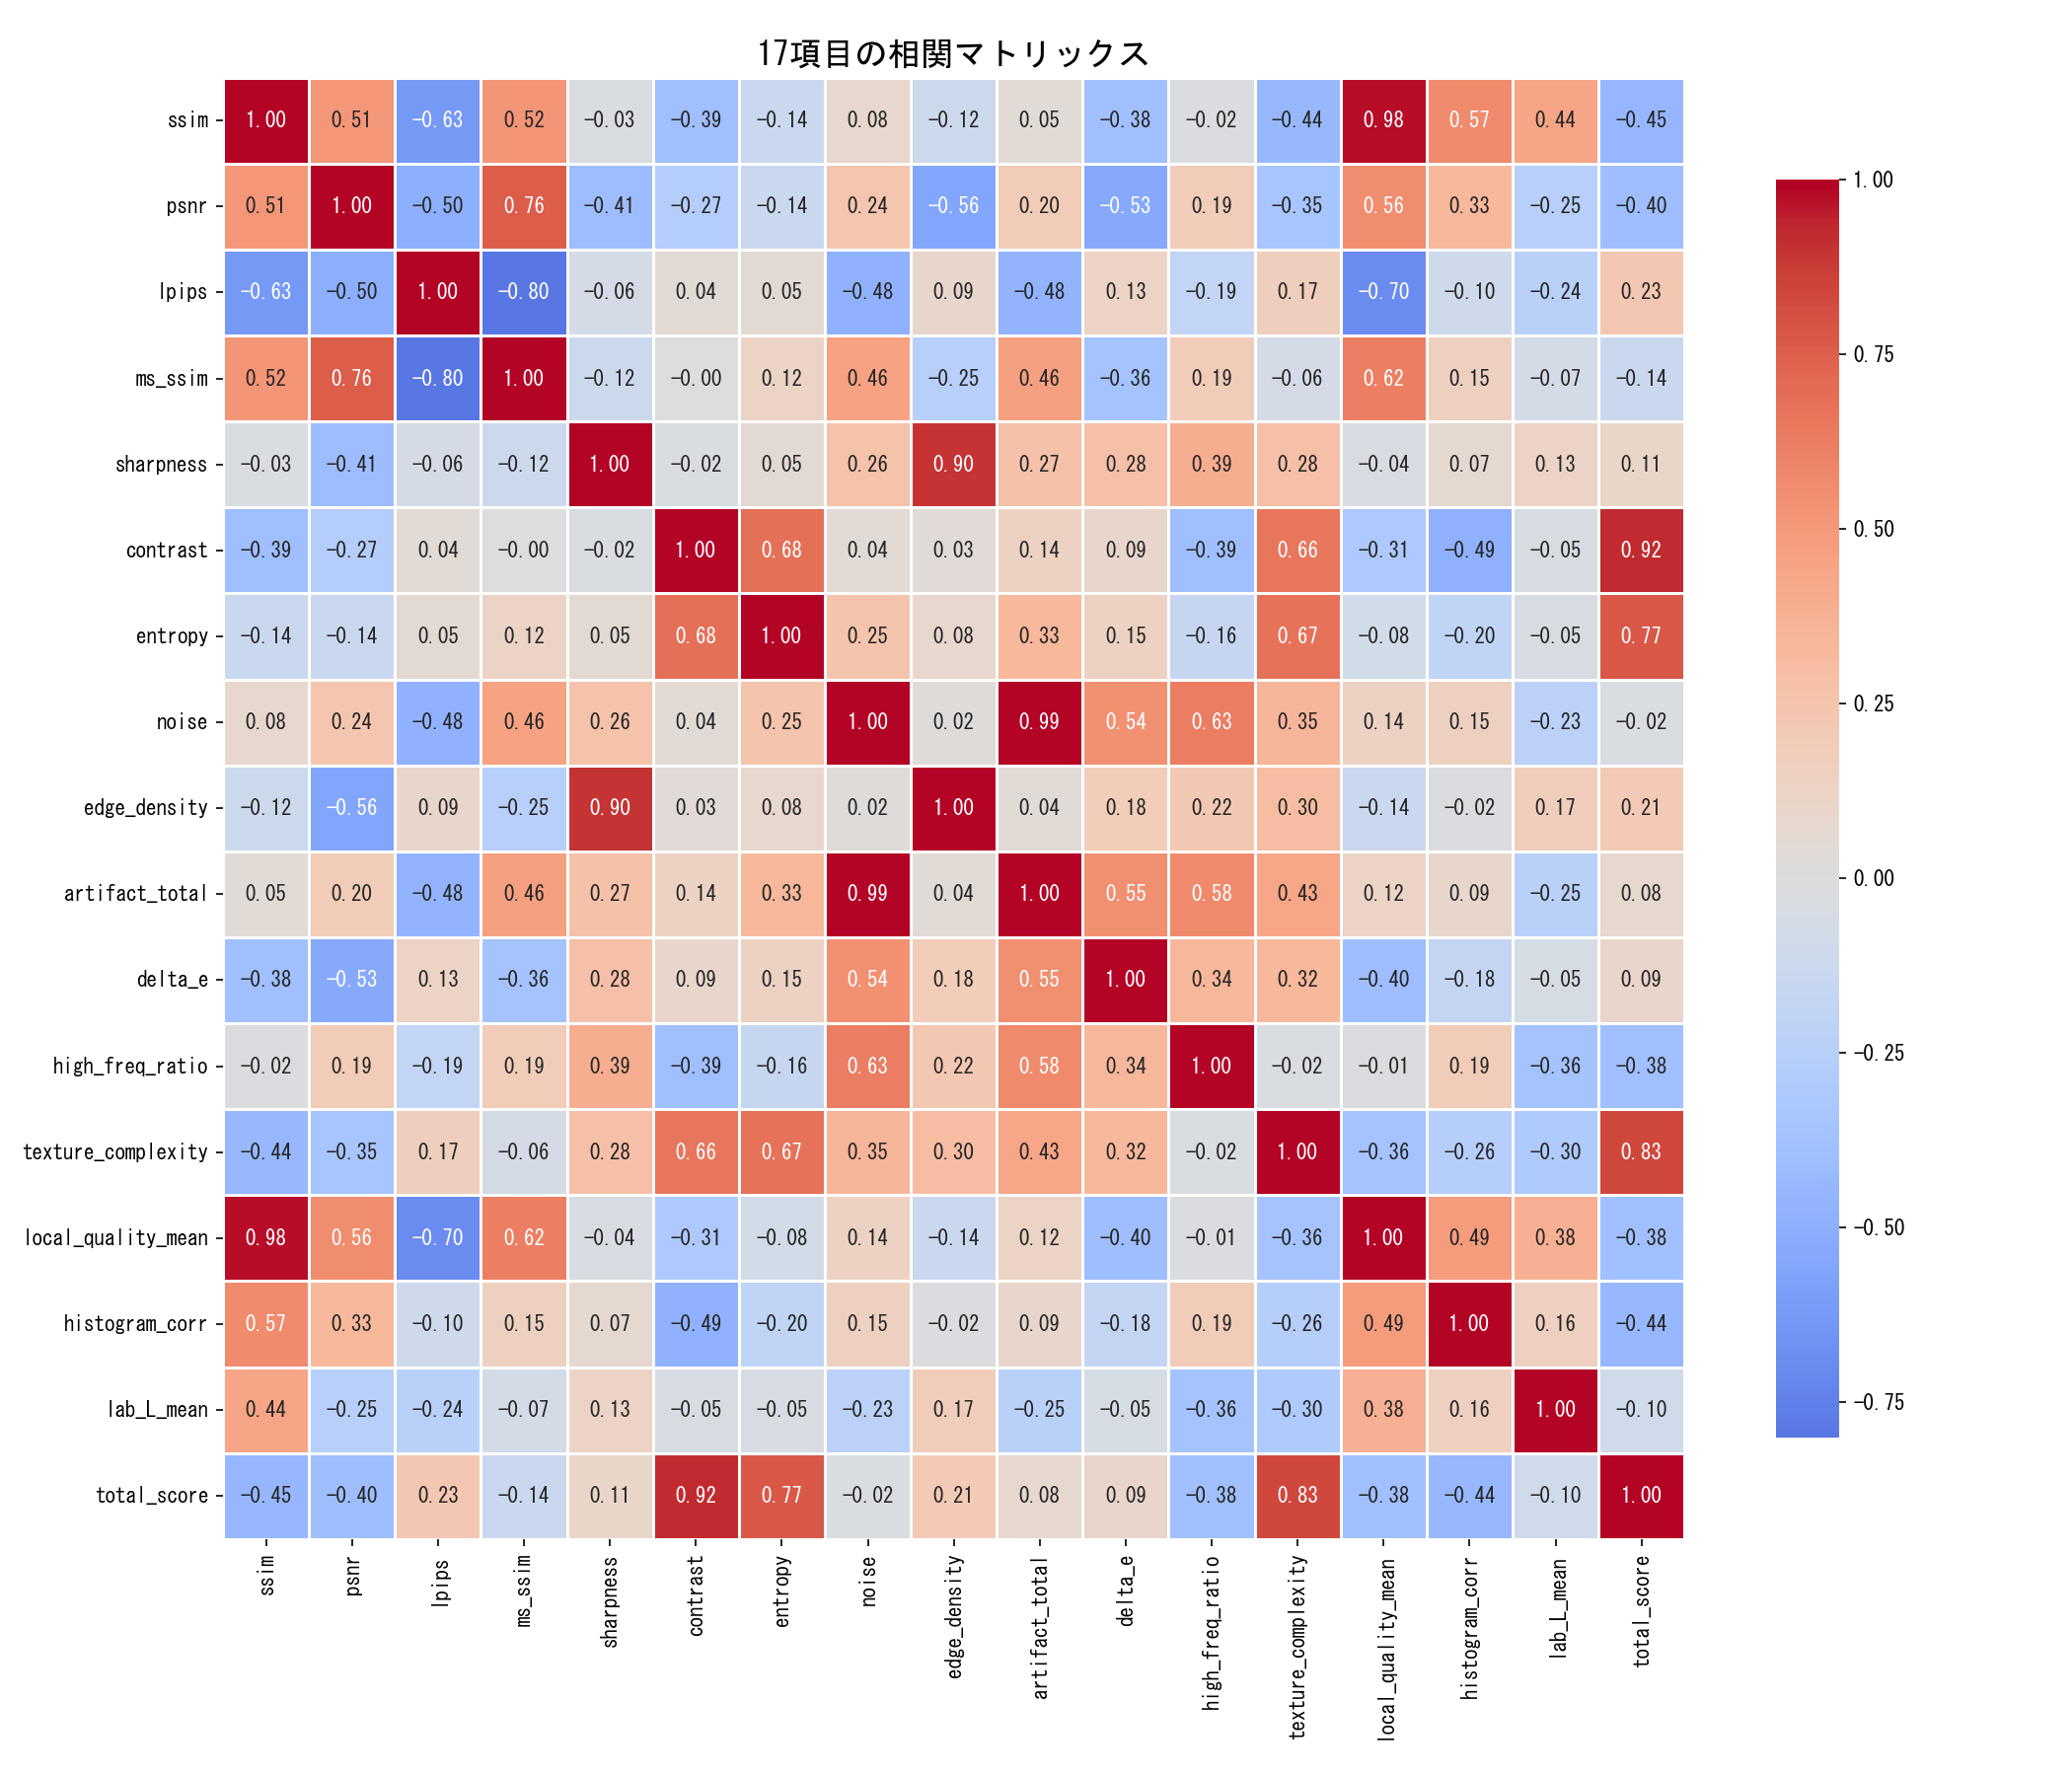 17項目の相関マトリックス
ssim 1.00 0.51 -0.63 0.52 -0.03 -0.39 -0.14 0.08 -0.12 0.05 -0.38 -0.02 -0.44 0.98 0.57 0.44 -0.45
psnr 0.51 1.00 -0.50 0.76 -0.41 -0.27 -0.14 0.24 -0.56 0.20 -0.53 0.19 -0.35 0.56 0.33 -0.25 -0.40
lpips -0.63 -0.50 1.00 -0.80 -0.06 0.04 0.05 -0.48 0.09 -0.48 0.13 -0.19 0.17 -0.70 -0.10 -0.24 0.23
ms_ssim 0.52 0.76 -0.80 1.00 -0.12 -0.00 0.12 0.46 -0.25 0.46 -0.36 0.19 -0.06 0.62 0.15 -0.07 -0.14
sharpness -0.03 -0.41 -0.06 -0.12 1.00 -0.02 0.05 0.26 0.90 0.27 0.28 0.39 0.28 -0.04 0.07 0.13 0.11
contrast -0.39 -0.27 0.04 -0.00 -0.02 1.00 0.68 0.04 0.03 0.14 0.09 -0.39 0.66 -0.31 -0.49 -0.05 0.92
entropy -0.14 -0.14 0.05 0.12 0.05 0.68 1.00 0.25 0.08 0.33 0.15 -0.16 0.67 -0.08 -0.20 -0.05 0.77
noise 0.08 0.24 -0.48 0.46 0.26 0.04 0.25 1.00 0.02 0.99 0.54 0.63 0.35 0.14 0.15 -0.23 -0.02
edge_density -0.12 -0.56 0.09 -0.25 0.90 0.03 0.08 0.02 1.00 0.04 0.18 0.22 0.30 -0.14 -0.02 0.17 0.21
artifact_total 0.05 0.20 -0.48 0.46 0.27 0.14 0.33 0.99 0.04 1.00 0.55 0.58 0.43 0.12 0.09 -0.25 0.08
delta_e -0.38 -0.53 0.13 -0.36 0.28 0.09 0.15 0.54 0.18 0.55 1.00 0.34 0.32 -0.40 -0.18 -0.05 0.09
high_freq_ratio -0.02 0.19 -0.19 0.19 0.39 -0.39 -0.16 0.63 0.22 0.58 0.34 1.00 -0.02 -0.01 0.19 -0.36 -0.38
texture_complexity -0.44 -0.35 0.17 -0.06 0.28 0.66 0.67 0.35 0.30 0.43 0.32 -0.02 1.00 -0.36 -0.26 -0.30 0.83
local_quality_mean 0.98 0.56 -0.70 0.62 -0.04 -0.31 -0.08 0.14 -0.14 0.12 -0.40 -0.01 -0.36 1.00 0.49 0.38 -0.38
histogram_corr 0.57 0.33 -0.10 0.15 0.07 -0.49 -0.20 0.15 -0.02 0.09 -0.18 0.19 -0.26 0.49 1.00 0.16 -0.44
lab_L_mean 0.44 -0.25 -0.24 -0.07 0.13 -0.05 -0.05 -0.23 0.17 -0.25 -0.05 -0.36 -0.30 0.38 0.16 1.00 -0.10
total_score -0.45 -0.40 0.23 -0.14 0.11 0.92 0.77 -0.02 0.21 0.08 0.09 -0.38 0.83 -0.38 -0.44 -0.10 1.00
ssim
psnr
lpips
ms_ssim
sharpness
contrast
entropy
noise
edge_density
artifact_total
delta_e
high_freq_ratio
texture_complexity
local_quality_mean
histogram_corr
lab_L_mean
total_score
1.00
0.75
0.50
0.25
0.00
-0.25
-0.50
-0.75